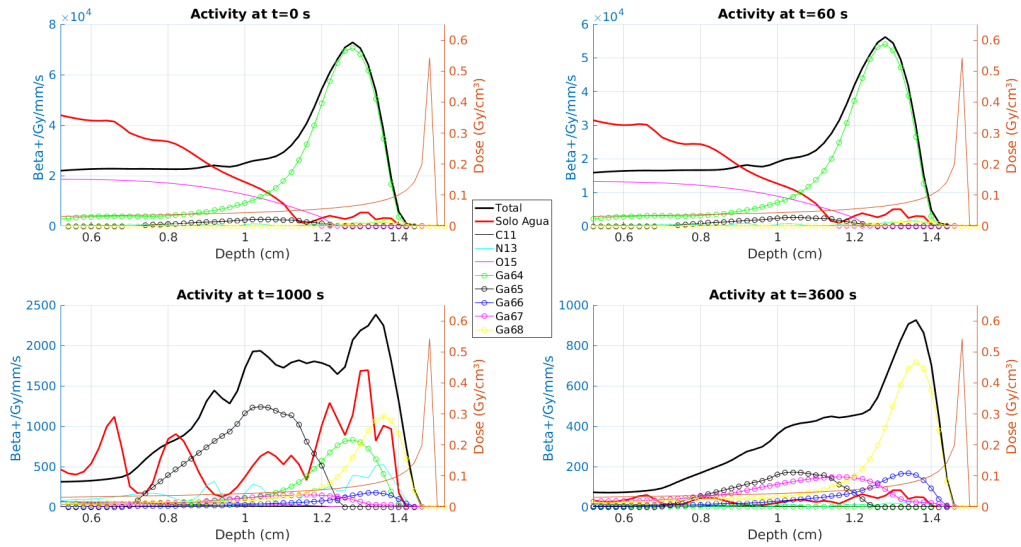 Activity at t=0 s
×10⁴
8
6
4
2
0
Beta+/Gy/mm/s
0.6 0.8 1 1.2 1.4
Depth (cm)
0.6
0.5
0.4
0.3
0.2
0.1
0
Dose (Gy/cm³)
Activity at t=60 s
×10⁴
6
5
4
3
2
1
0
Beta+/Gy/mm/s
0.6 0.8 1 1.2 1.4
Depth (cm)
0.6
0.5
0.4
0.3
0.2
0.1
0
Dose (Gy/cm³)
Total
Solo Agua
C11
N13
O15
Ga64
Ga65
Ga66
Ga67
Ga68
Activity at t=1000 s
2500
2000
1500
1000
500
0
Beta+/Gy/mm/s
0.6 0.8 1 1.2 1.4
Depth (cm)
0.6
0.5
0.4
0.3
0.2
0.1
0
Dose (Gy/cm³)
Activity at t=3600 s
1000
800
600
400
200
0
Beta+/Gy/mm/s
0.6 0.8 1 1.2 1.4
Depth (cm)
0.6
0.5
0.4
0.3
0.2
0.1
0
Dose (Gy/cm³)